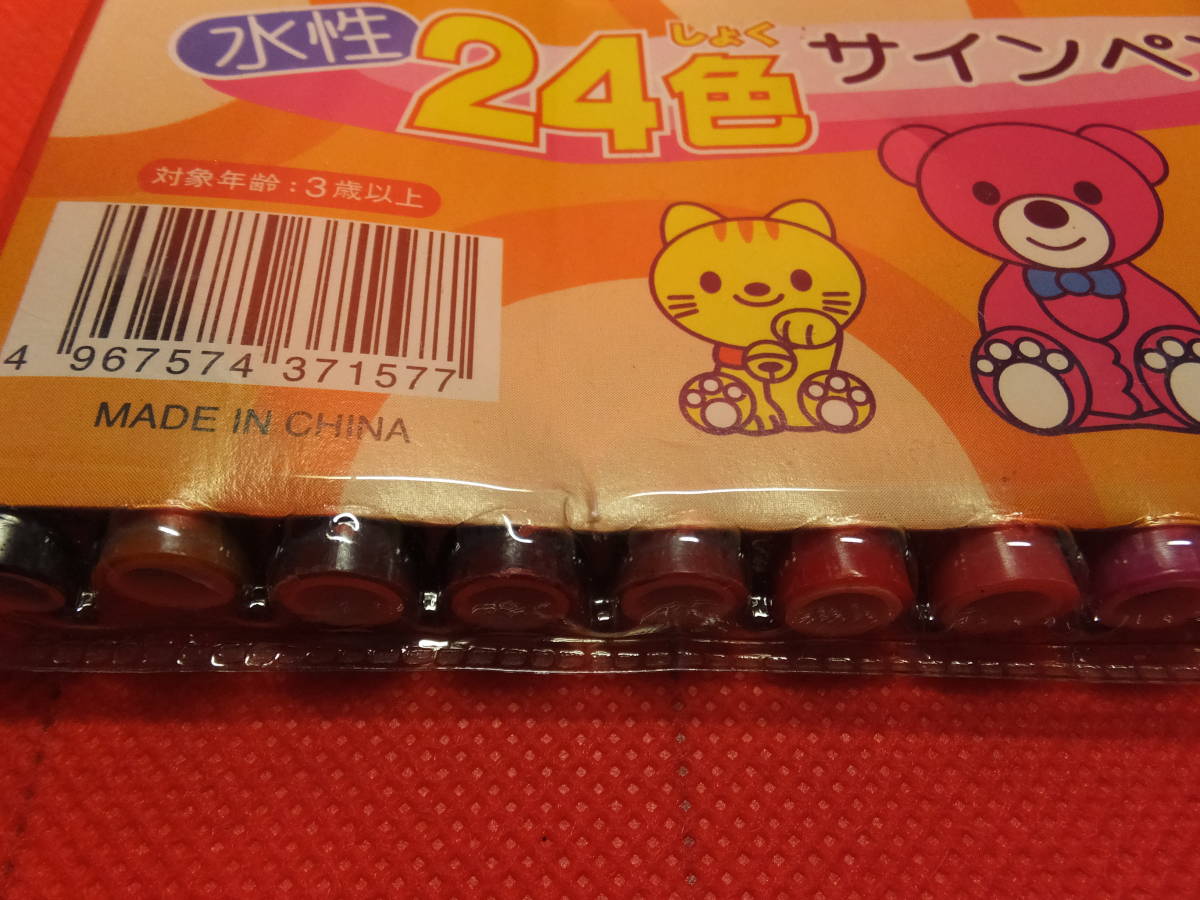 しょく
水性 24色 サインペン
対象年齢：3歳以上
4 967574 371577
MADE IN CHINA